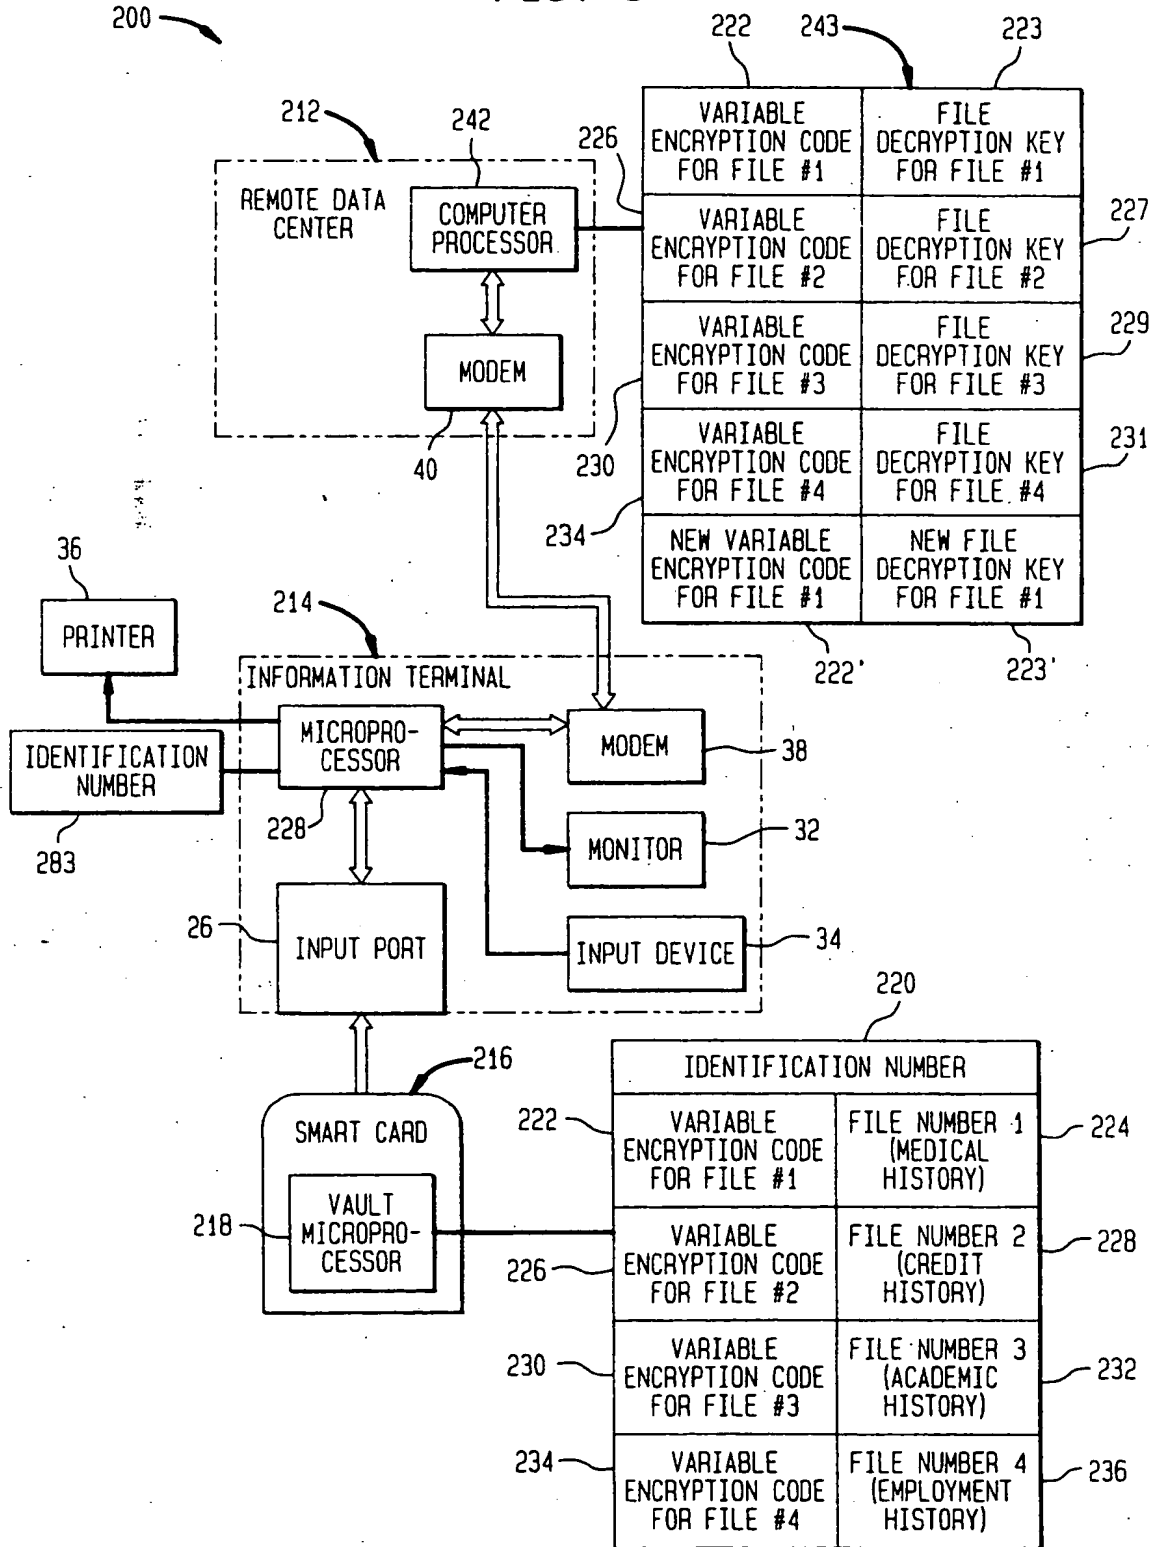 200
222
243
223
212
242
226
VARIABLE
ENCRYPTION CODE
FOR FILE #1
FILE
DECRYPTION KEY
FOR FILE #1
REMOTE DATA
CENTER
COMPUTER
PROCESSOR
VARIABLE
ENCRYPTION CODE
FOR FILE #2
FILE
DECRYPTION KEY
FOR FILE #2
227
MODEM
40
VARIABLE
ENCRYPTION CODE
FOR FILE #3
FILE
DECRYPTION KEY
FOR FILE #3
229
230
VARIABLE
ENCRYPTION CODE
FOR FILE #4
FILE
DECRYPTION KEY
FOR FILE #4
231
234
NEW VARIABLE
ENCRYPTION CODE
FOR FILE #1
NEW FILE
DECRYPTION KEY
FOR FILE #1
222'
223'
36
PRINTER
214
INFORMATION TERMINAL
MICROPRO-
CESSOR
228
MODEM
38
IDENTIFICATION
NUMBER
283
MONITOR
32
26
INPUT PORT
INPUT DEVICE
34
220
216
SMART CARD
218
VAULT
MICROPRO-
CESSOR
IDENTIFICATION NUMBER
222
VARIABLE
ENCRYPTION CODE
FOR FILE #1
FILE NUMBER 1
(MEDICAL
HISTORY)
224
226
VARIABLE
ENCRYPTION CODE
FOR FILE #2
FILE NUMBER 2
(CREDIT
HISTORY)
228
230
VARIABLE
ENCRYPTION CODE
FOR FILE #3
FILE NUMBER 3
(ACADEMIC
HISTORY)
232
234
VARIABLE
ENCRYPTION CODE
FOR FILE #4
FILE NUMBER 4
(EMPLOYMENT
HISTORY)
236